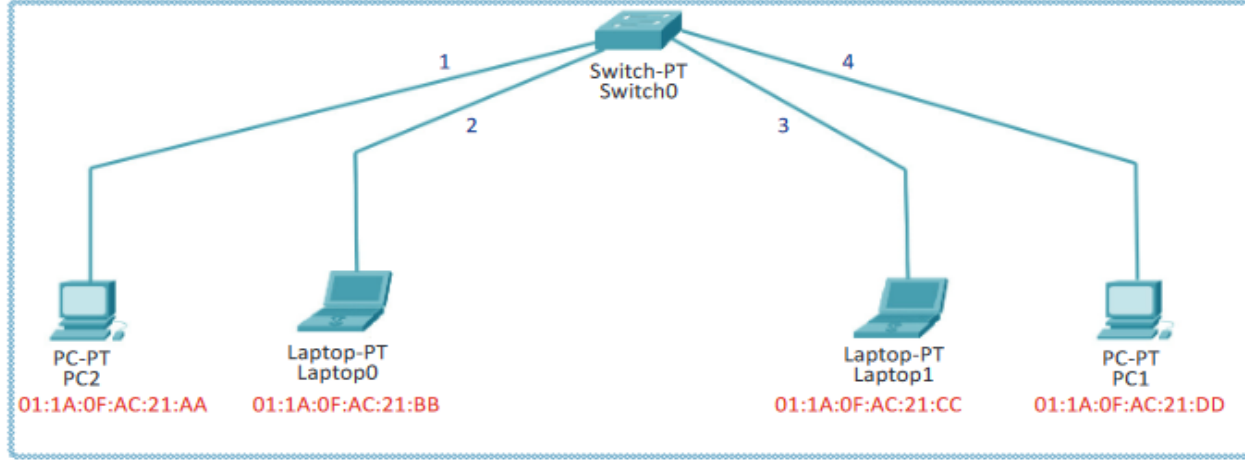 1
4
Switch-PT
Switch0
2
3
PC-PT
PC2
01:1A:0F:AC:21:AA
Laptop-PT
Laptop0
01:1A:0F:AC:21:BB
Laptop-PT
Laptop1
01:1A:0F:AC:21:CC
PC-PT
PC1
01:1A:0F:AC:21:DD